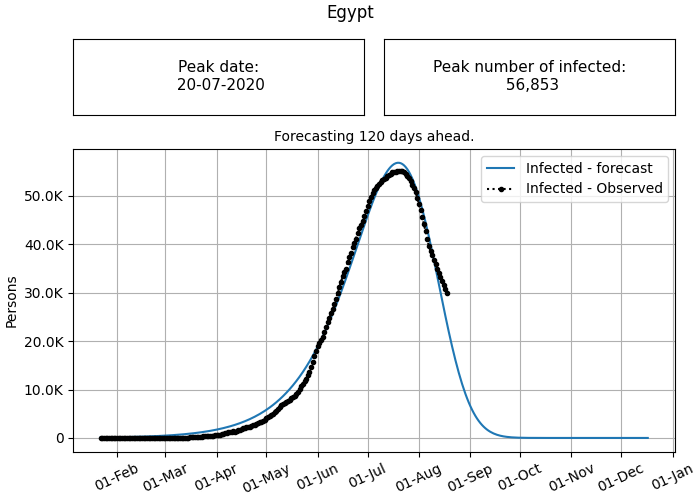 Egypt
Peak date:
20-07-2020
Peak number of infected:
56,853
Forecasting 120 days ahead.
Infected - forecast
Infected - Observed
50.0K
40.0K
30.0K
20.0K
10.0K
0
Persons
01-Feb
01-Mar
01-Apr
01-May
01-Jun
01-Jul
01-Aug
01-Sep
01-Oct
01-Nov
01-Dec
01-Jan